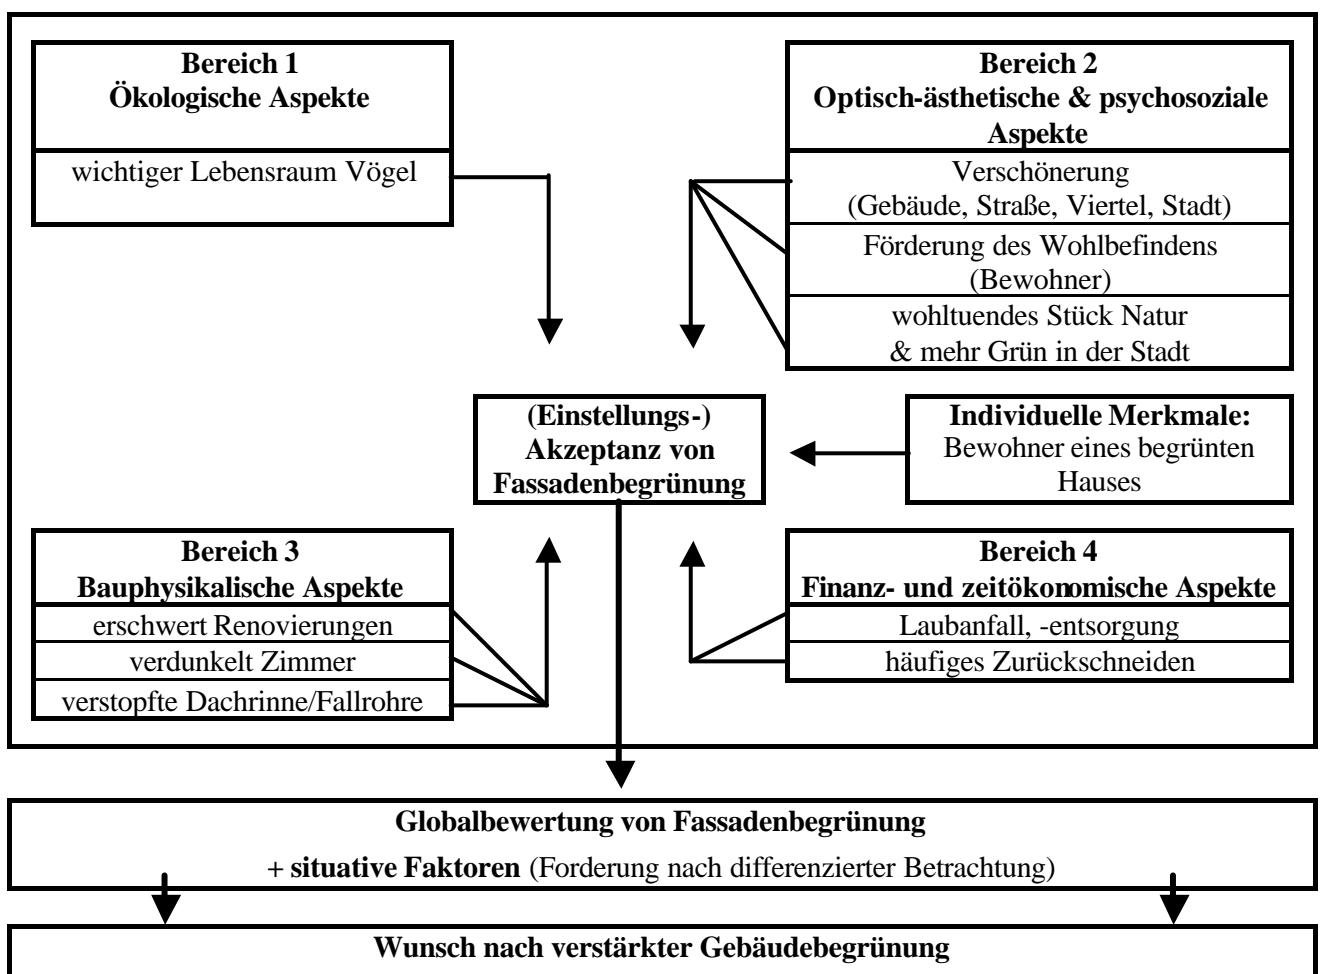 Bereich 1
Ökologische Aspekte
wichtiger Lebensraum Vögel
Bereich 2
Optisch-ästhetische & psychosoziale
Aspekte
Verschönerung
(Gebäude, Straße, Viertel, Stadt)
Förderung des Wohlbefindens
(Bewohner)
wohltuendes Stück Natur
& mehr Grün in der Stadt
(Einstellungs-)
Akzeptanz von
Fassadenbegrünung
Individuelle Merkmale:
Bewohner eines begrünten
Hauses
Bereich 3
Bauphysikalische Aspekte
erschwert Renovierungen
verdunkelt Zimmer
verstopfte Dachrinne/Fallrohre
Bereich 4
Finanz- und zeitökonomische Aspekte
Laubanfall, -entsorgung
häufiges Zurückschneiden
Globalbewertung von Fassadenbegrünung
+ situative Faktoren (Forderung nach differenzierter Betrachtung)
Wunsch nach verstärkter Gebäudebegrünung